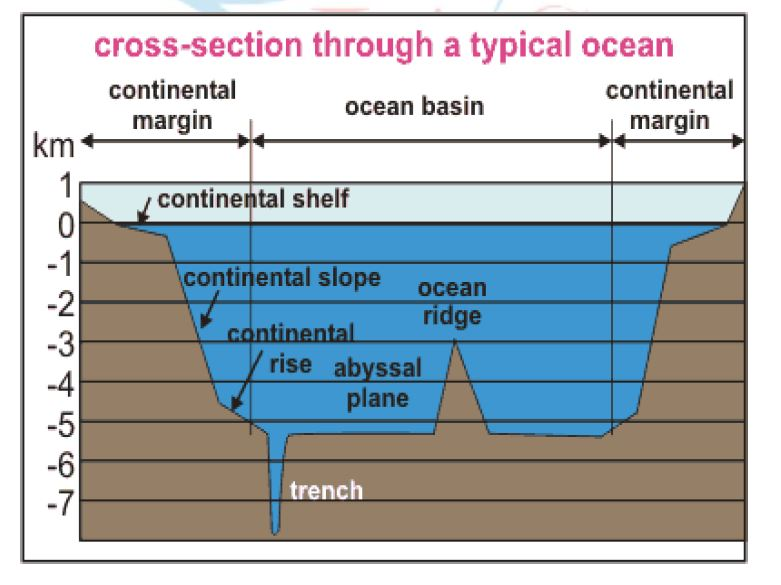 cross-section through a typical ocean
continental
margin
ocean basin
continental
margin
km
1
0
-1
-2
-3
-4
-5
-6
-7
continental shelf
continental slope
continental
rise
abyssal
plane
ocean
ridge
trench